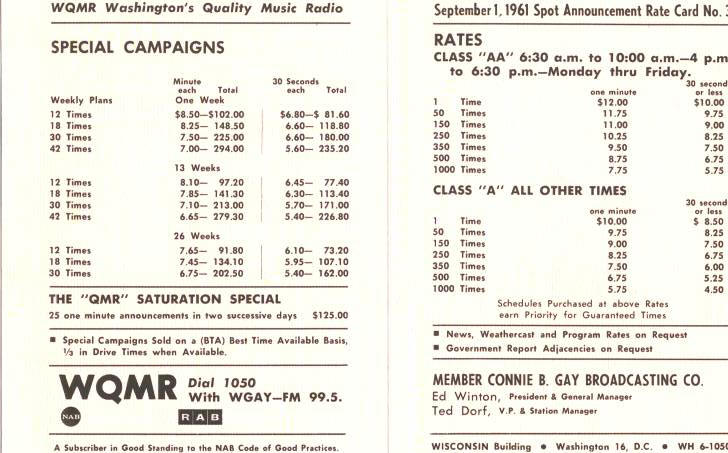 WQMR Washington's Quality Music Radio
SPECIAL CAMPAIGNS
Minute 30 Seconds
each Total each Total
Weekly Plans One Week
12 Times $8.50—$102.00 $6.80—$ 81.60
18 Times 8.25— 148.50 6.60— 118.80
30 Times 7.50— 225.00 6.60— 180.00
42 Times 7.00— 294.00 5.60— 235.20
13 Weeks
12 Times 8.10— 97.20 6.45— 77.40
18 Times 7.85— 141.30 6.30— 113.40
30 Times 7.10— 213.00 5.70— 171.00
42 Times 6.65— 279.30 5.40— 226.80
26 Weeks
12 Times 7.65— 91.80 6.10— 73.20
18 Times 7.45— 134.10 5.95— 107.10
30 Times 6.75— 202.50 5.40— 162.00
THE "QMR" SATURATION SPECIAL
25 one minute announcements in two successive days $125.00
■ Special Campaigns Sold on a (BTA) Best Time Available Basis,
⅓ in Drive Times when Available.
WQMR Dial 1050
With WGAY—FM 99.5.
NAB RAB
A Subscriber in Good Standing to the NAB Code of Good Practices.
September 1, 1961 Spot Announcement Rate Card No. 3
RATES
CLASS "AA" 6:30 a.m. to 10:00 a.m.—4 p.m
to 6:30 p.m.—Monday thru Friday.
30 second
one minute or less
1 Time $12.00 $10.00
50 Times 11.75 9.75
150 Times 11.00 9.00
250 Times 10.25 8.25
350 Times 9.50 7.50
500 Times 8.75 6.75
1000 Times 7.75 5.75
CLASS "A" ALL OTHER TIMES
30 second
one minute or less
1 Time $10.00 $ 8.50
50 Times 9.75 8.25
150 Times 9.00 7.50
250 Times 8.25 6.75
350 Times 7.50 6.00
500 Times 6.75 5.25
1000 Times 5.75 4.50
Schedules Purchased at above Rates
earn Priority for Guaranteed Times
■ News, Weathercast and Program Rates on Request
■ Government Report Adjacencies on Request
MEMBER CONNIE B. GAY BROADCASTING CO.
Ed Winton, President & General Manager
Ted Dorf, V.P. & Station Manager
WISCONSIN Building ● Washington 16, D.C. ● WH 6-1050